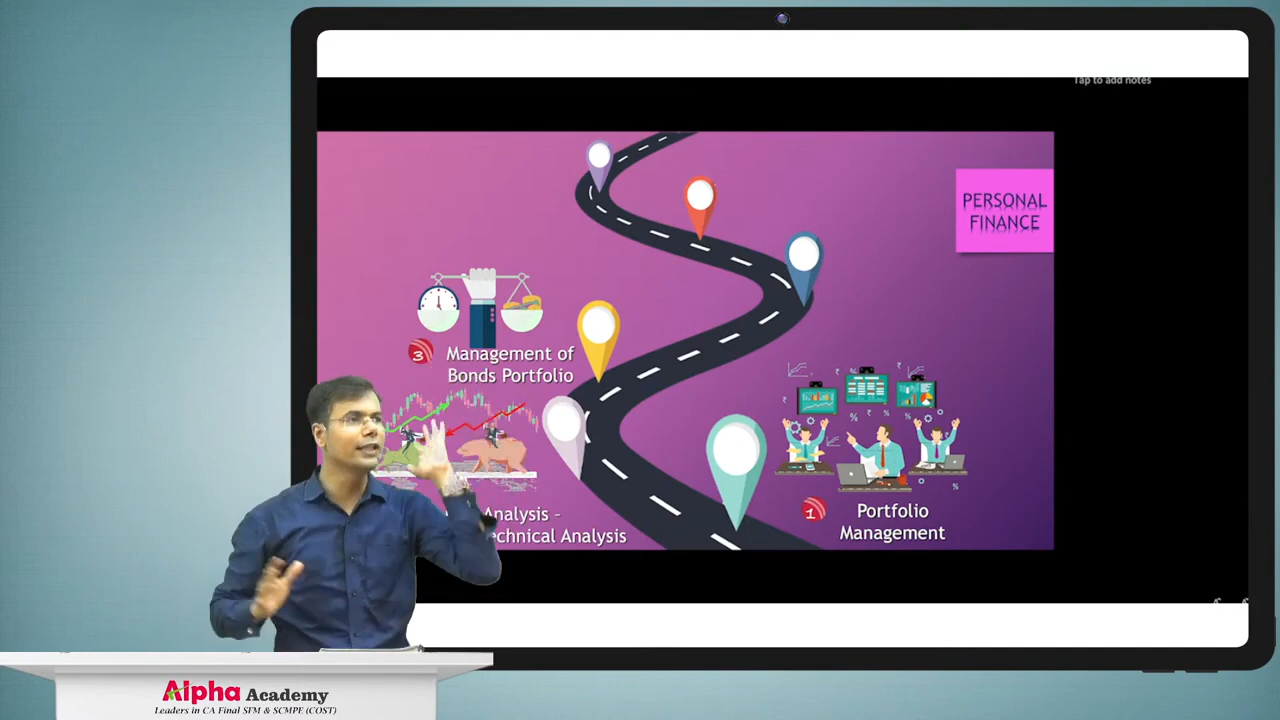 Tap to add notes
PERSONAL
FINANCE
3
Management of
Bonds Portfolio
Analysis –
Technical Analysis
1
Portfolio
Management
Alpha Academy
Leaders in CA Final SFM & SCMPE (COST)